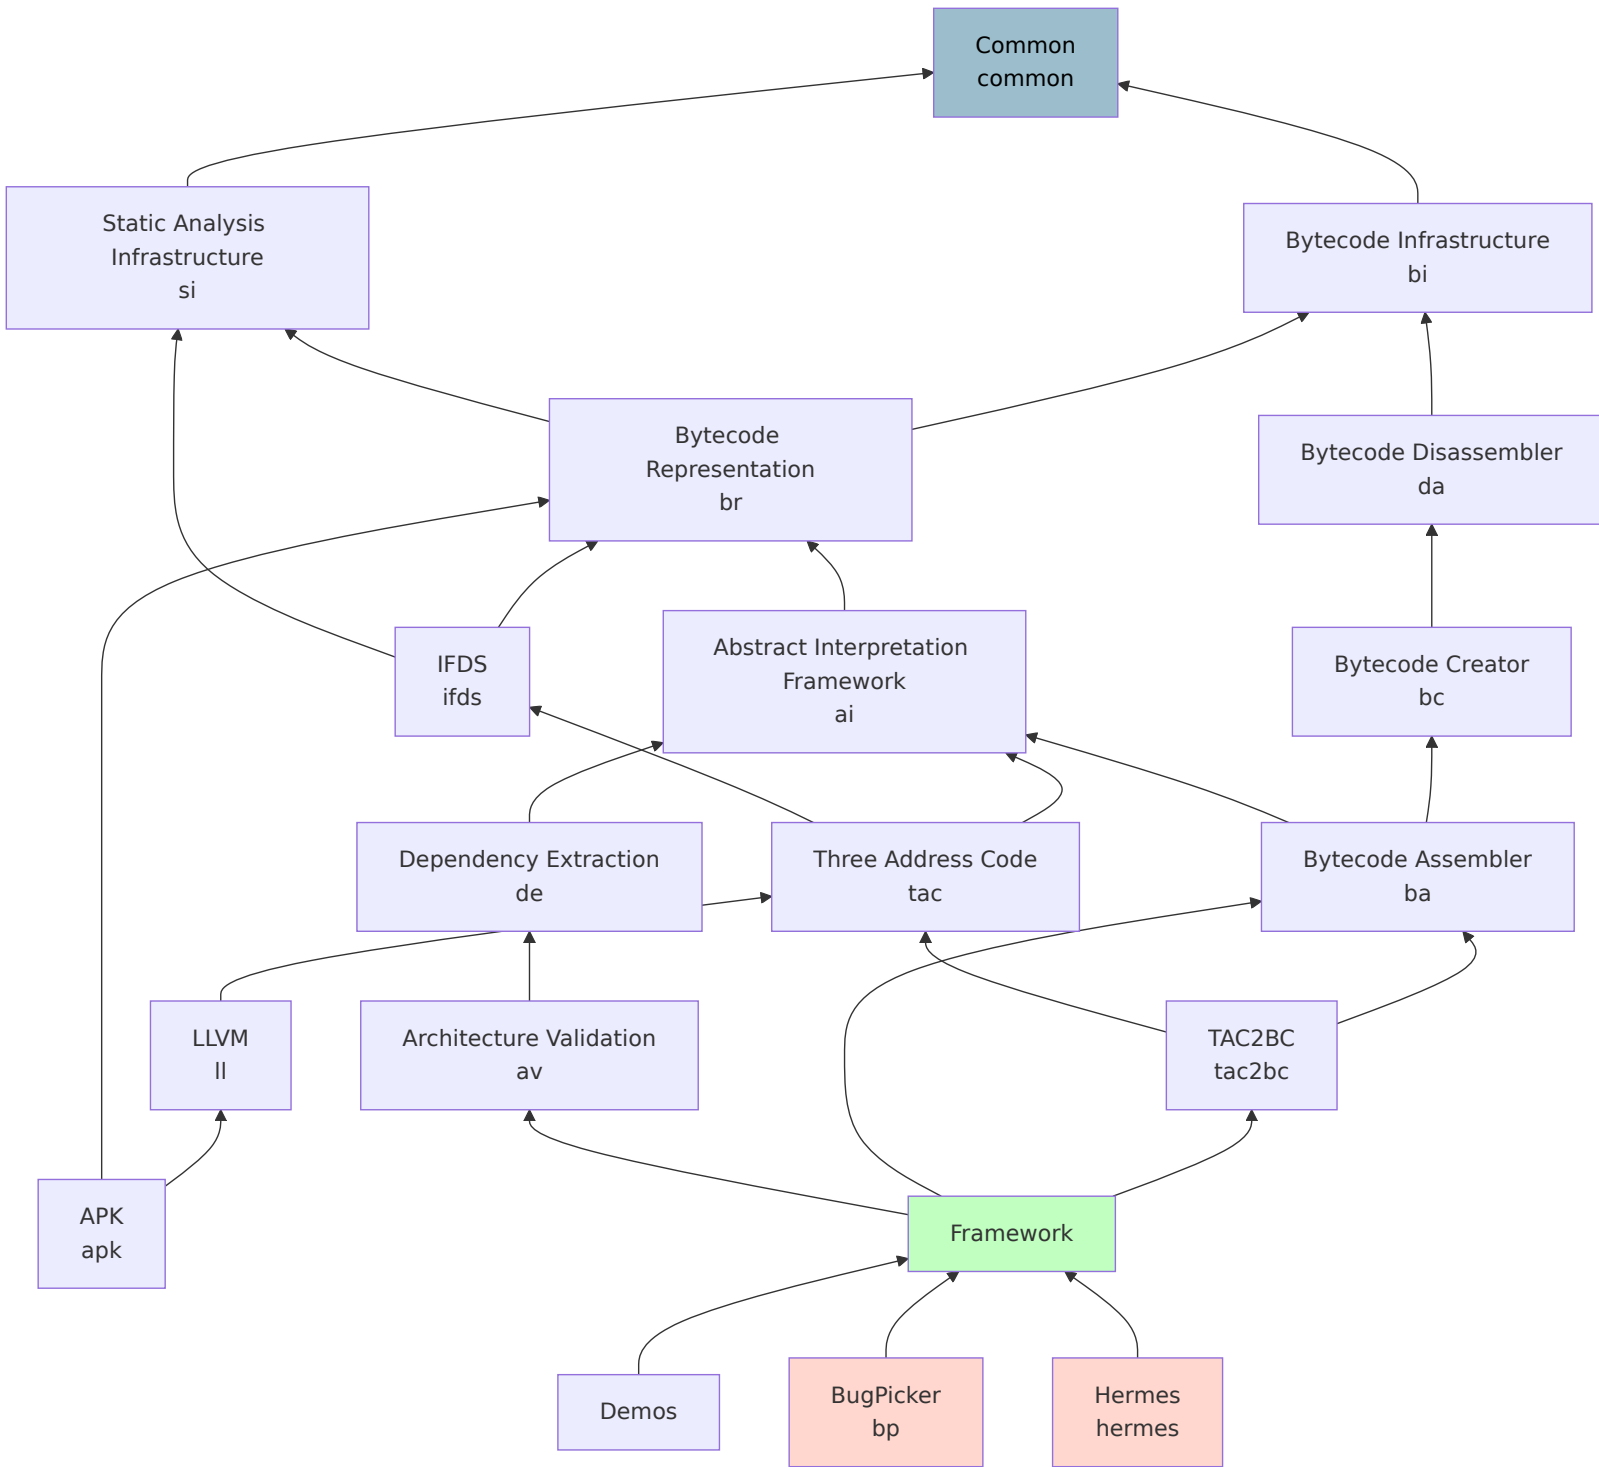 Common
common
Static Analysis
Infrastructure
si
Bytecode Infrastructure
bi
Bytecode
Representation
br
Bytecode Disassembler
da
IFDS
ifds
Abstract Interpretation
Framework
ai
Bytecode Creator
bc
Dependency Extraction
de
Three Address Code
tac
Bytecode Assembler
ba
LLVM
ll
Architecture Validation
av
TAC2BC
tac2bc
APK
apk
Framework
Demos
BugPicker
bp
Hermes
hermes